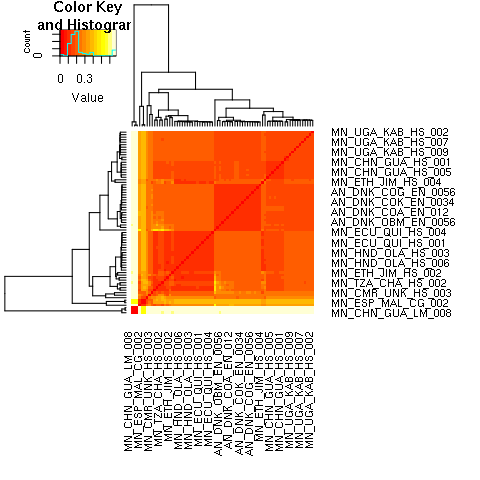 Color Key
and Histogran
Count
0
0 0.3
Value
MN_UGA_KAB_HS_002
MN_UGA_KAB_HS_007
MN_UGA_KAB_HS_009
MN_CHN_GUA_HS_001
MN_CHN_GUA_HS_005
MN_ETH_JIM_HS_004
AN_DNK_COG_EN_0056
AN_DNK_COK_EN_0034
AN_DNK_COA_EN_012
AN_DNK_OBM_EN_0056
MN_ECU_QUI_HS_004
MN_ECU_QUI_HS_001
MN_HND_OLA_HS_003
MN_HND_OLA_HS_006
MN_ETH_JIM_HS_002
MN_TZA_CHA_HS_002
MN_CMR_UNK_HS_003
MN_ESP_MAL_CG_002
MN_CHN_GUA_LM_008
MN_CHN_GUA_LM_008
MN_ESP_MAL_CG_002
MN_CMR_UNK_HS_003
MN_TZA_CHA_HS_002
MN_ETH_JIM_HS_002
MN_HND_OLA_HS_006
MN_HND_OLA_HS_003
MN_ECU_QUI_HS_001
MN_ECU_QUI_HS_004
AN_DNK_OBM_EN_0056
AN_DNK_COA_EN_012
AN_DNK_COK_EN_0034
AN_DNK_COG_EN_0056
MN_ETH_JIM_HS_004
MN_CHN_GUA_HS_005
MN_CHN_GUA_HS_001
MN_UGA_KAB_HS_009
MN_UGA_KAB_HS_007
MN_UGA_KAB_HS_002